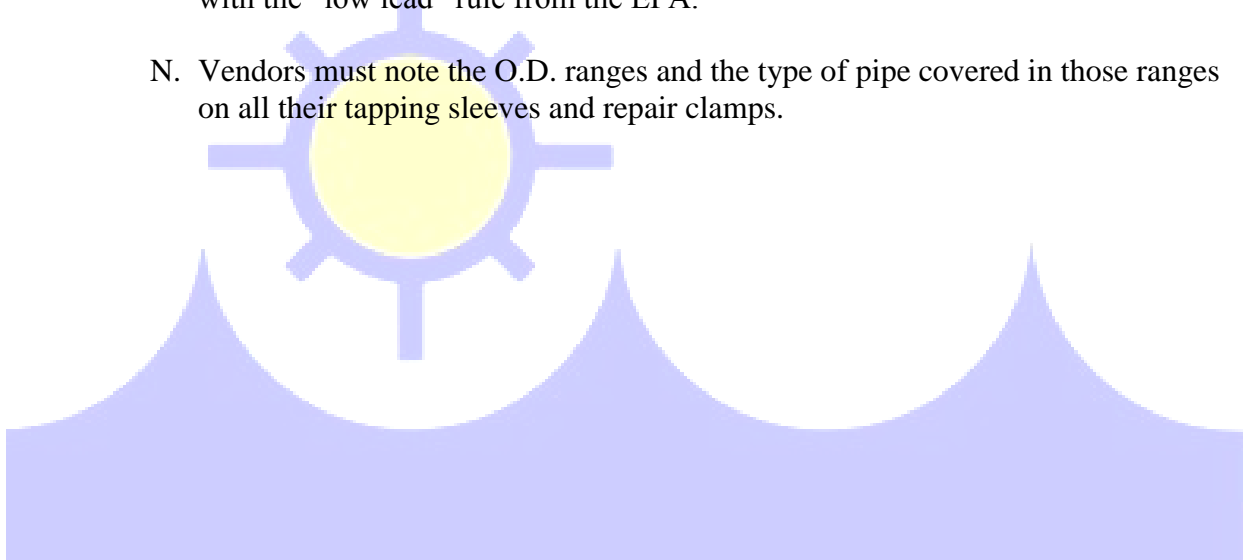 with the "low lead" rule from the EPA.
N. Vendors must note the O.D. ranges and the type of pipe covered in those ranges
on all their tapping sleeves and repair clamps.